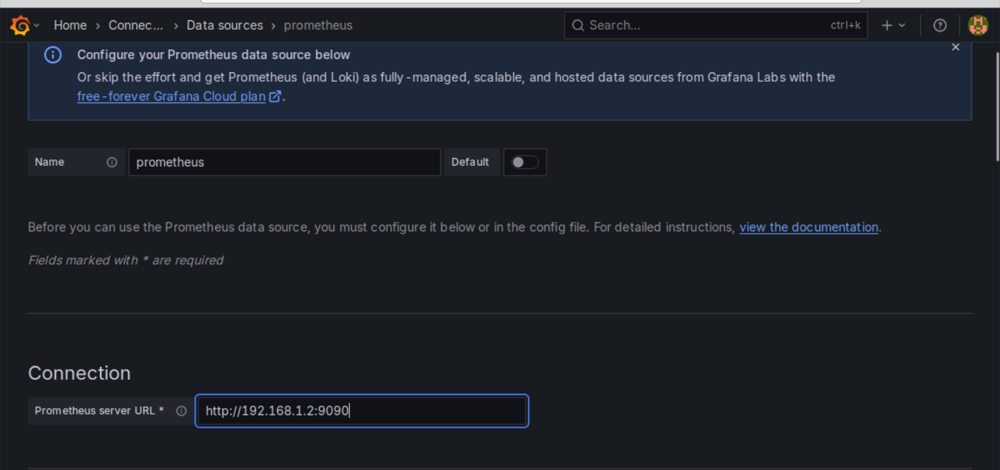 Home › Connec... › Data sources › prometheus Search... ctrl+k
Configure your Prometheus data source below
Or skip the effort and get Prometheus (and Loki) as fully-managed, scalable, and hosted data sources from Grafana Labs with the
free-forever Grafana Cloud plan.
Name prometheus Default
Before you can use the Prometheus data source, you must configure it below or in the config file. For detailed instructions, view the documentation.
Fields marked with * are required
Connection
Prometheus server URL * http://192.168.1.2:9090